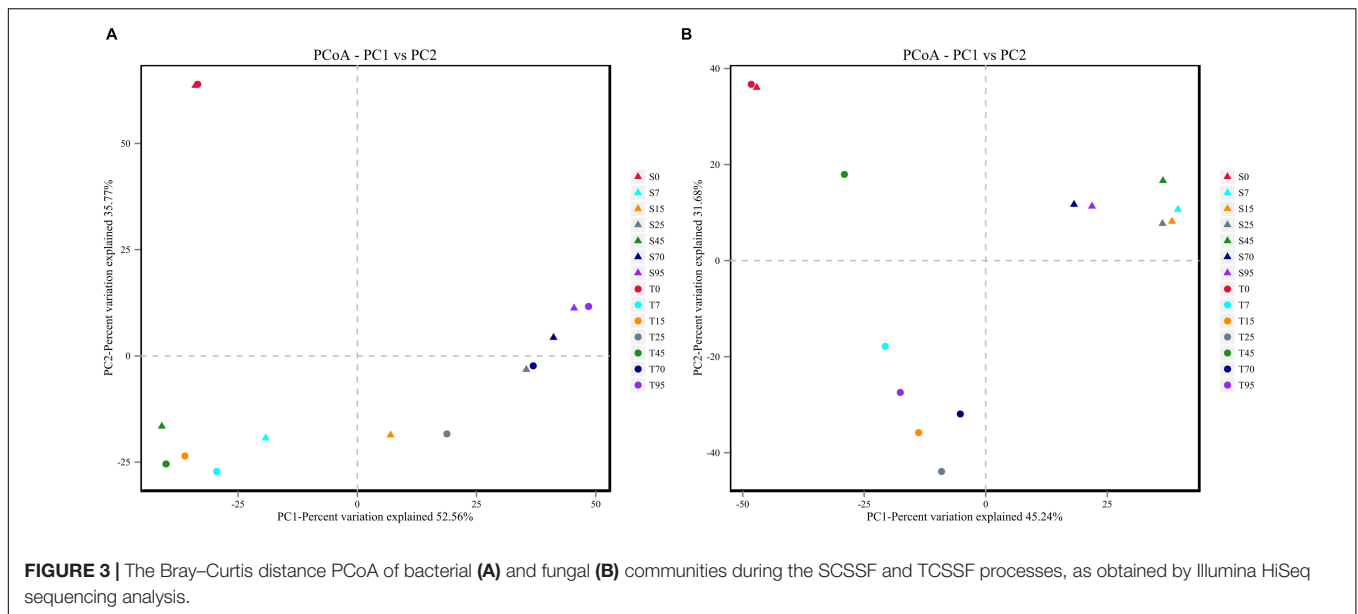 A
PCoA - PC1 vs PC2
50
25
0
-25
-25
0
25
50
PC2-Percent variation explained 35.77%
PC1-Percent variation explained 52.56%
S0
S7
S15
S25
S45
S70
S95
T0
T7
T15
T25
T45
T70
T95
B
PCoA - PC1 vs PC2
40
20
0
-20
-40
-50
-25
0
25
PC2-Percent variation explained 31.68%
PC1-Percent variation explained 45.24%
S0
S7
S15
S25
S45
S70
S95
T0
T7
T15
T25
T45
T70
T95
FIGURE 3 | The Bray–Curtis distance PCoA of bacterial (A) and fungal (B) communities during the SCSSF and TCSSF processes, as obtained by Illumina HiSeq
sequencing analysis.